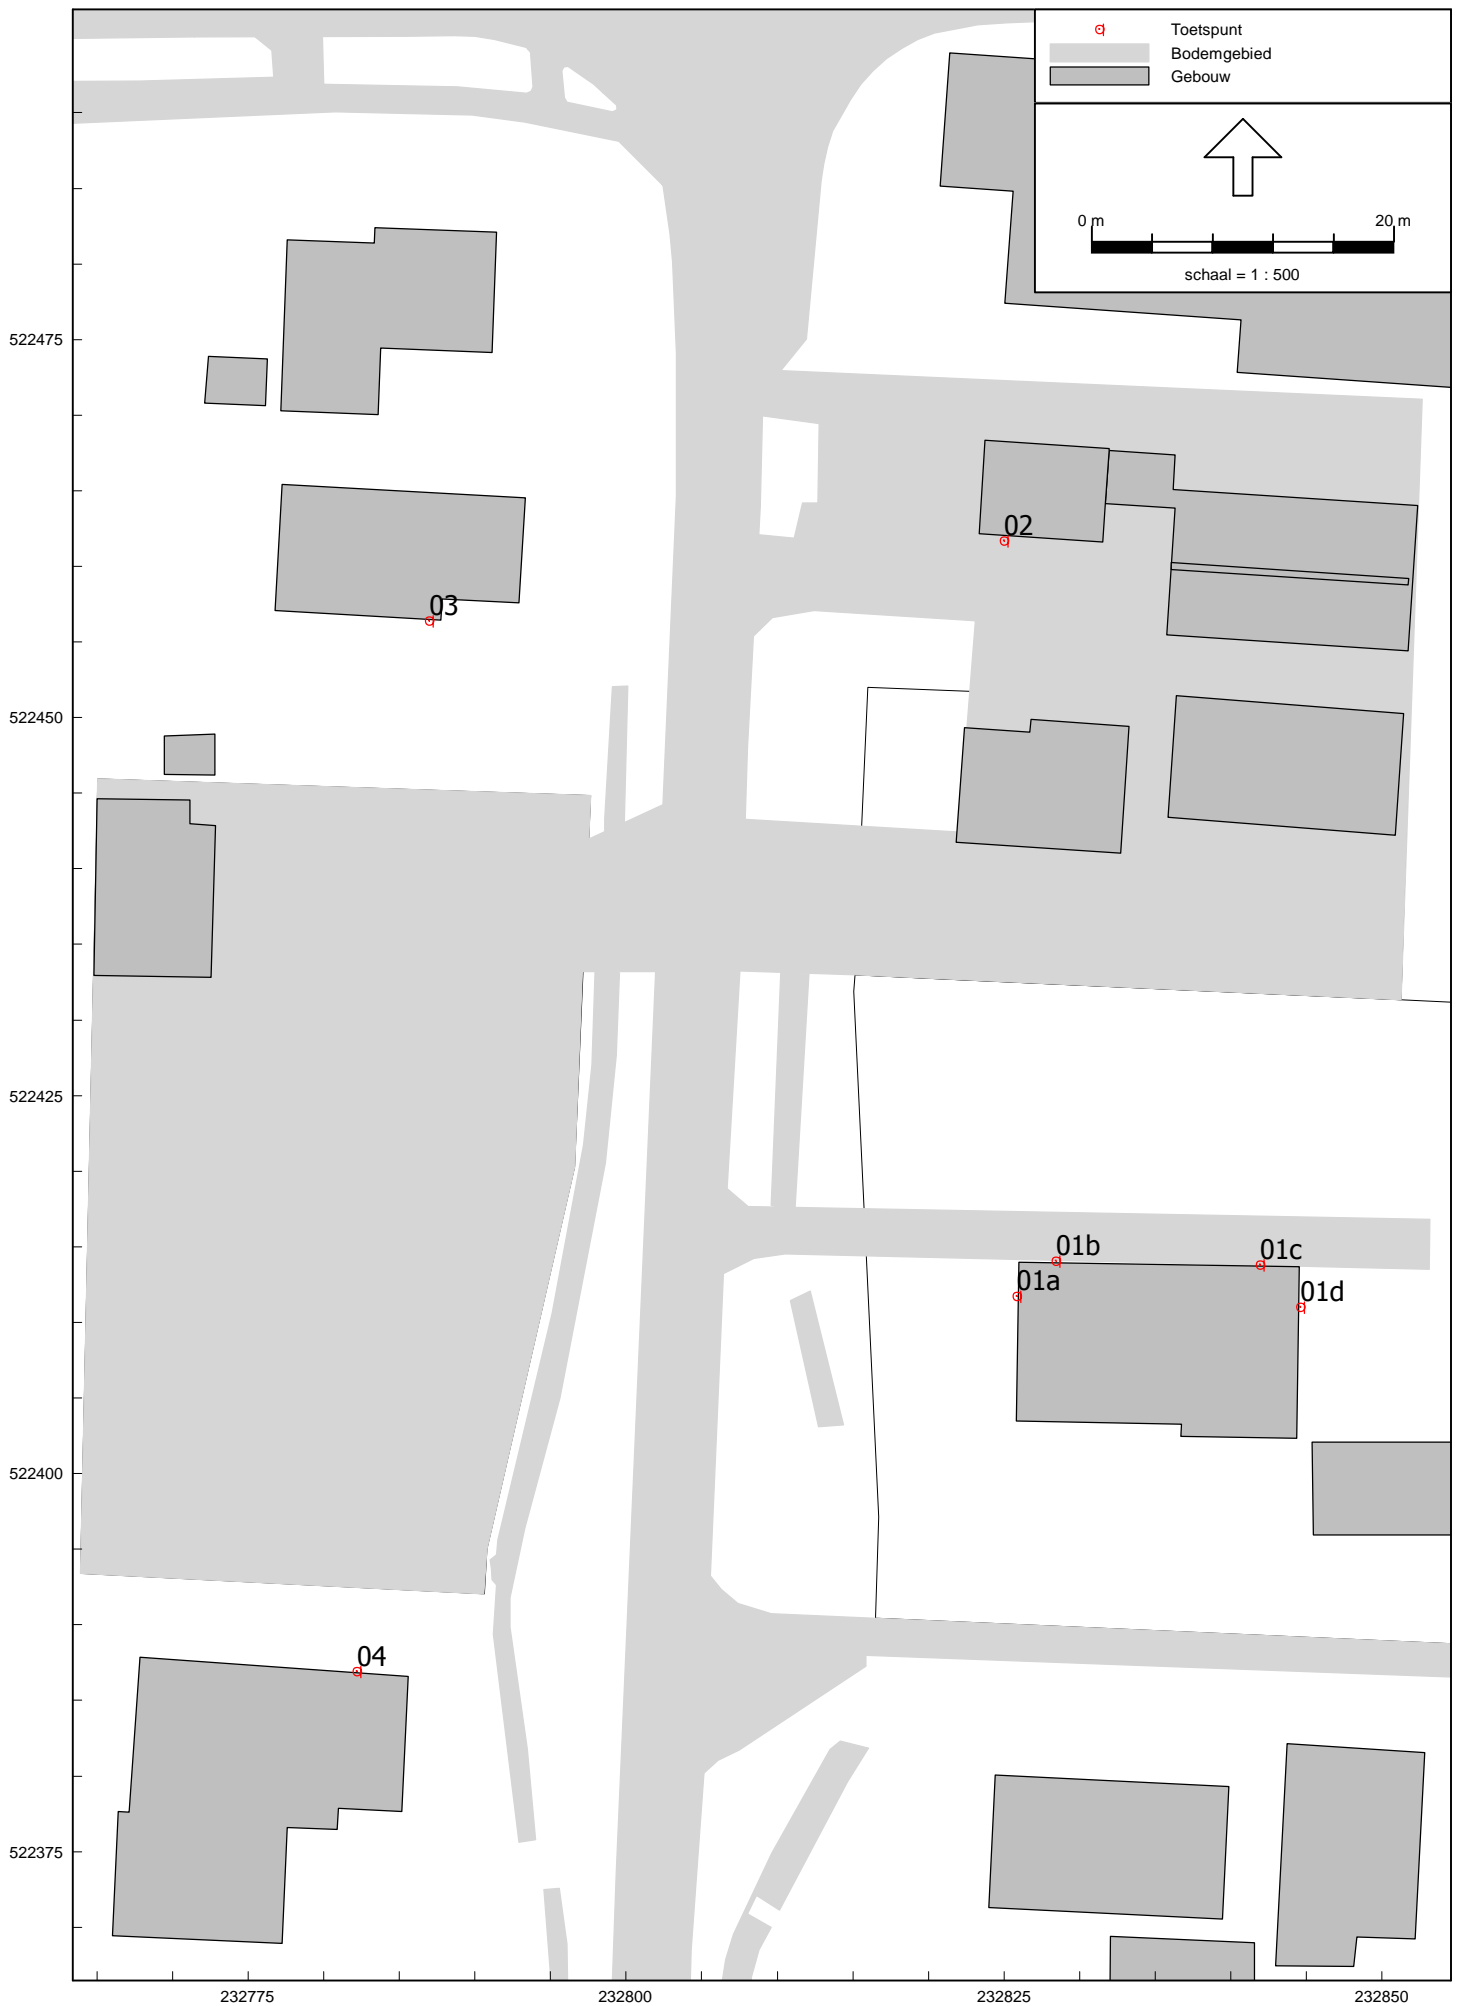 Toetspunt
Bodemgebied
Gebouw
0 m 20 m
schaal = 1 : 500
522475
02
03
522450
522425
01b
01c
01a
01d
522400
04
522375
232775 232800 232825 232850